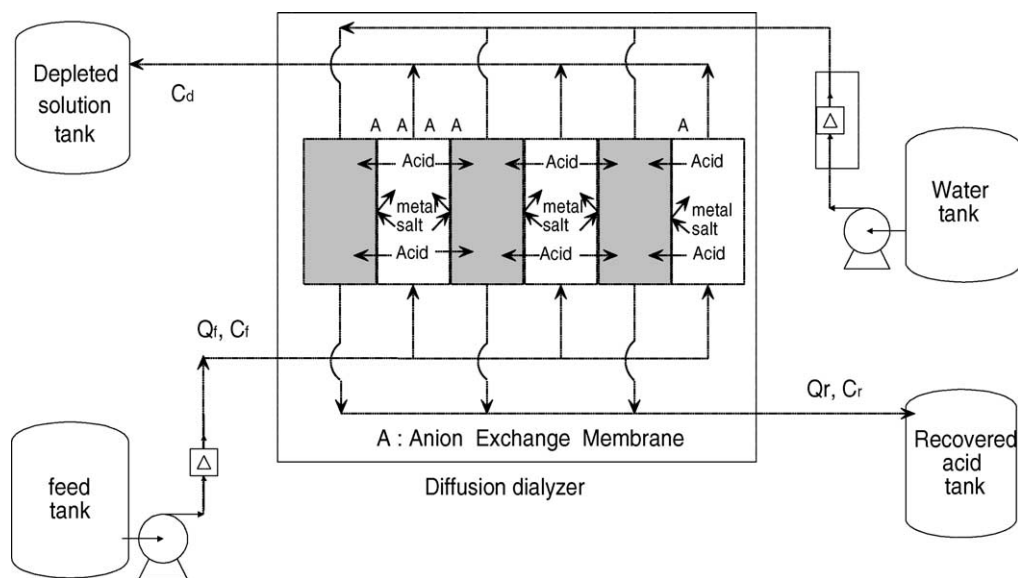 Depleted
solution
tank
Cd
A A A A A
Acid Acid Acid
metal metal metal
salt salt salt
Acid Acid Acid
Δ
Water
tank
Qf, Cf
Qr, Cr
A : Anion Exchange Membrane
Δ
feed
tank
Diffusion dialyzer
Recovered
acid
tank